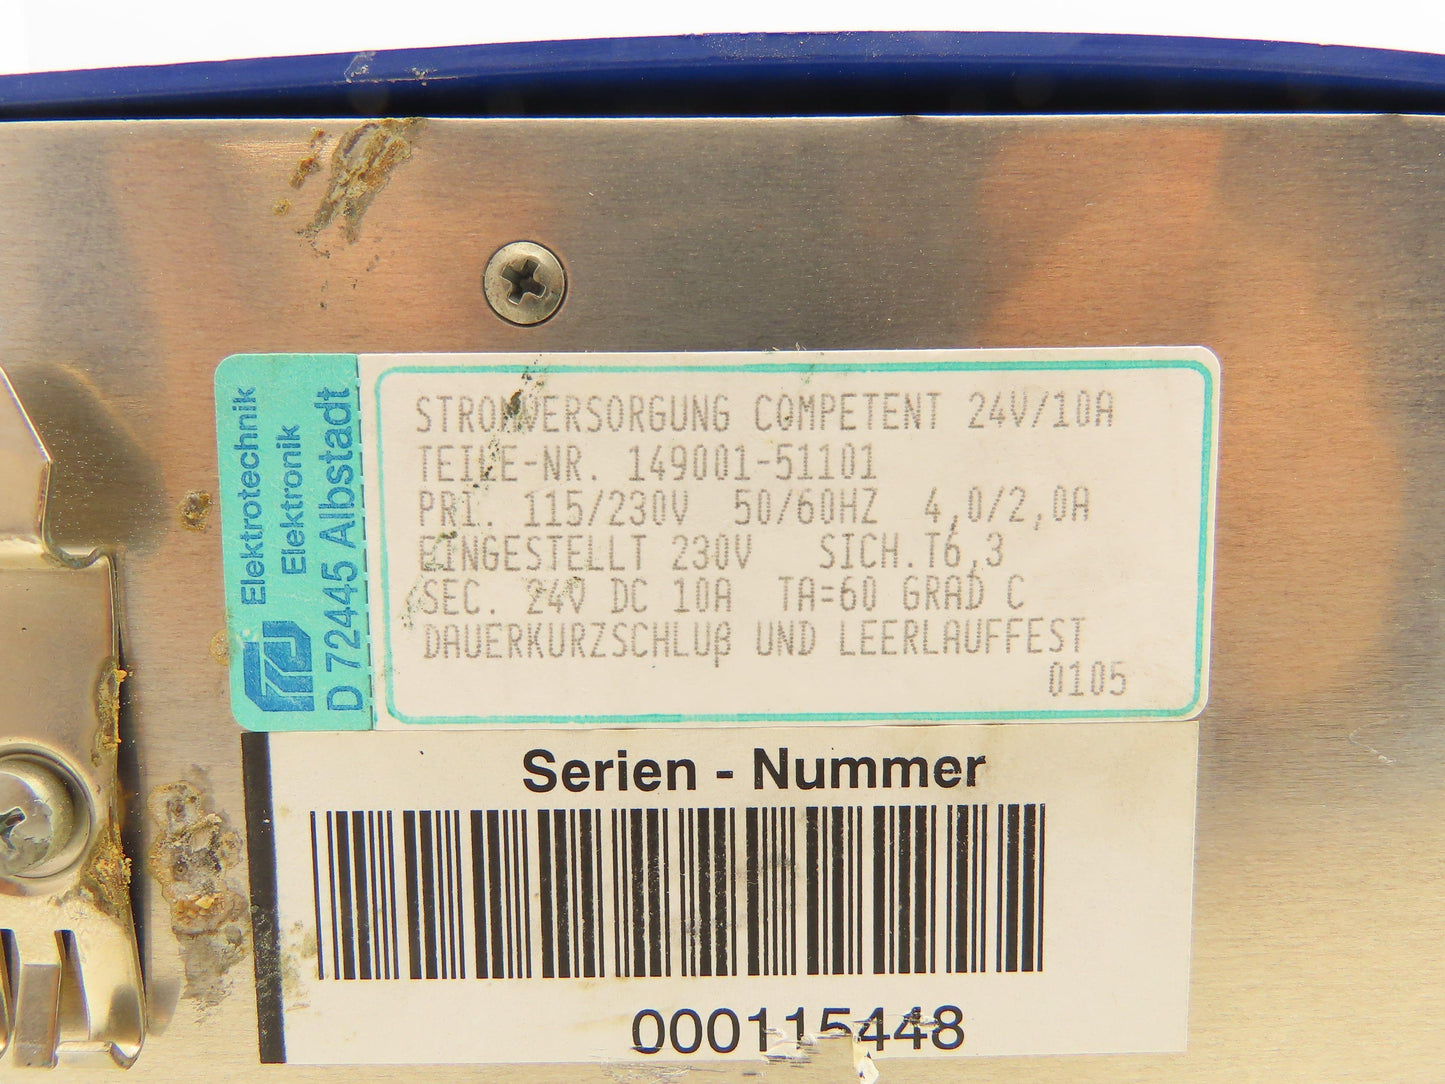 Elektrotechnik
Elektronik
D 72445 Albstadt
STROMVERSORGUNG COMPETENT 24V/10A
TEILE-NR. 149001-51101
PRI. 115/230V 50/60HZ 4,0/2,0A
EINGESTELLT 230V SICH.T6,3
SEC. 24V DC 10A TA=60 GRAD C
DAUERKURZSCHLUß UND LEERLAUFFEST
0105
Serien - Nummer
000115448